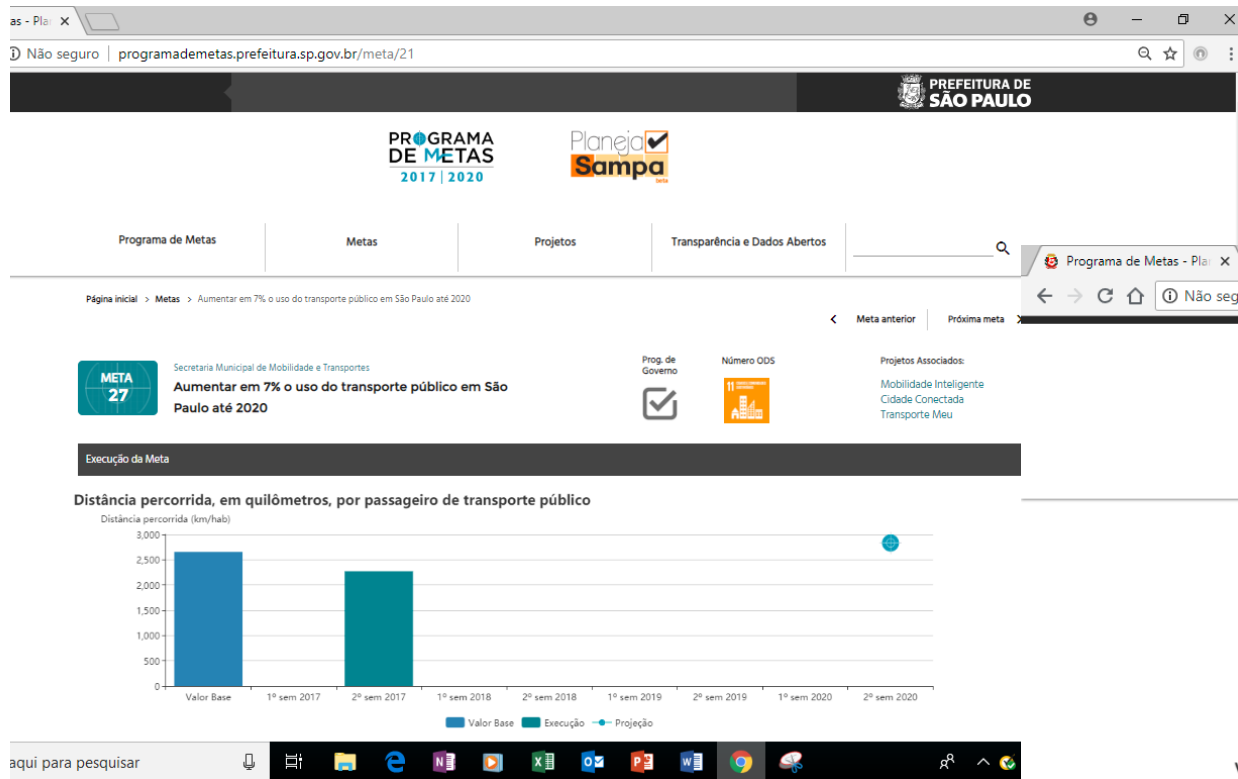 as - Pla
Não seguro | programademetas.prefeitura.sp.gov.br/meta/21
PREFEITURA DE
SÃO PAULO
PROGRAMA
DE METAS
2017 | 2020
Planeja
Sampa
beta
Programa de Metas
Metas
Projetos
Transparência e Dados Abertos
Programa de Metas - Pla
Não seg
Página inicial > Metas > Aumentar em 7% o uso do transporte público em São Paulo até 2020
Meta anterior
Próxima meta
META
27
Secretaria Municipal de Mobilidade e Transportes
Aumentar em 7% o uso do transporte público em São
Paulo até 2020
Prog. de
Governo
Número ODS
11
Projetos Associados:
Mobilidade Inteligente
Cidade Conectada
Transporte Meu
Execução da Meta
Distância percorrida, em quilômetros, por passageiro de transporte público
Distância percorrida (km/hab)
3,000
2,500
2,000
1,500
1,000
500
0
Valor Base 1º sem 2017 2º sem 2017 1º sem 2018 2º sem 2018 1º sem 2019 2º sem 2019 1º sem 2020 2º sem 2020
Valor Base Execução Projeção
aqui para pesquisar